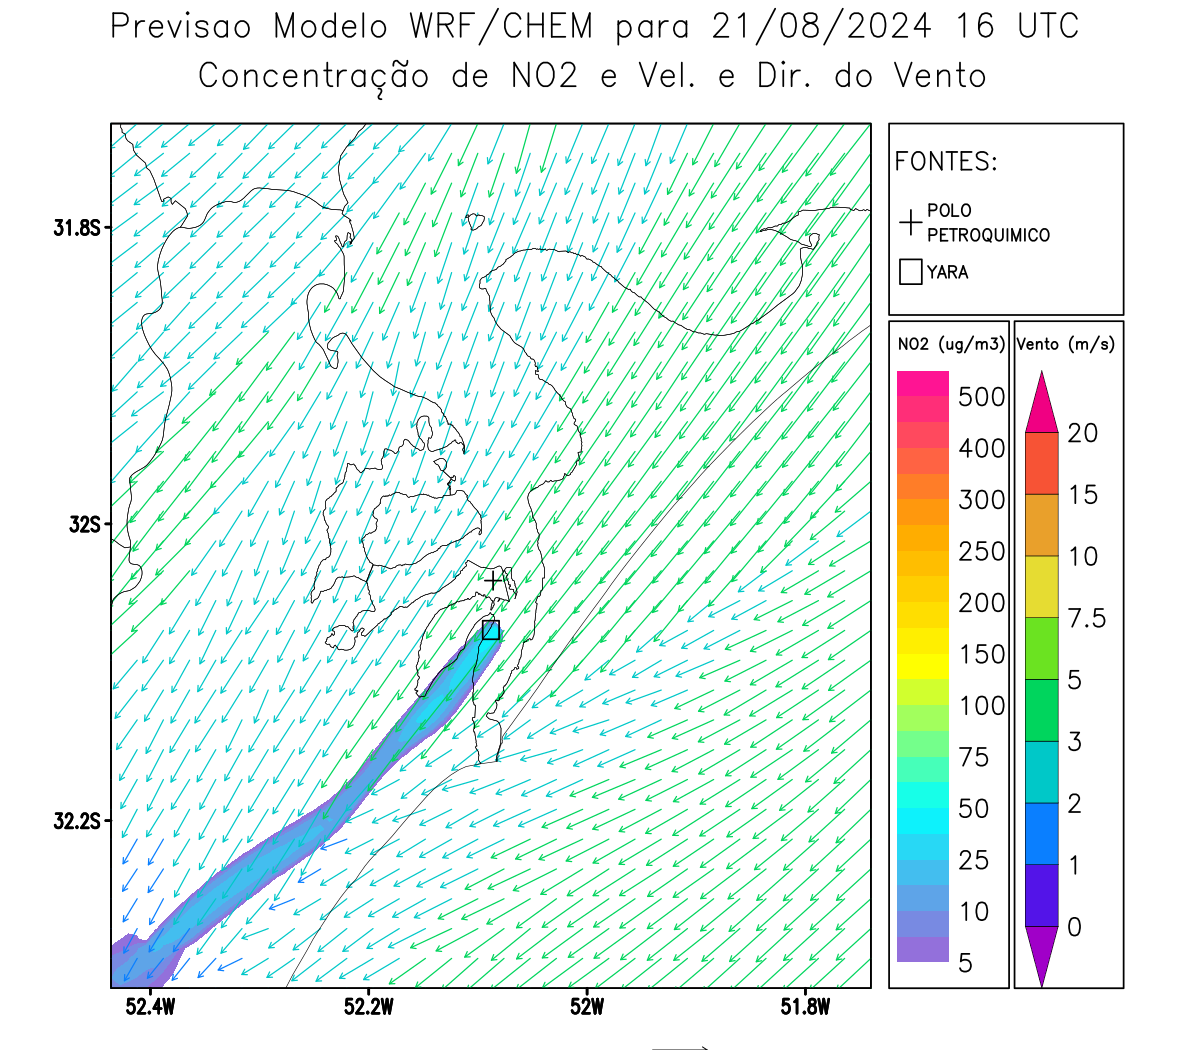 Previsao Modelo WRF/CHEM para 21/08/2024 16 UTC
Concentração de NO2 e Vel. e Dir. do Vento
FONTES:
POLO
PETROQUIMICO
YARA
NO2 (ug/m3)
500
400
300
250
200
150
100
75
50
25
10
5
Vento (m/s)
20
15
10
7.5
5
3
2
1
0
31.8S
32S
32.2S
52.4W
52.2W
52W
51.8W